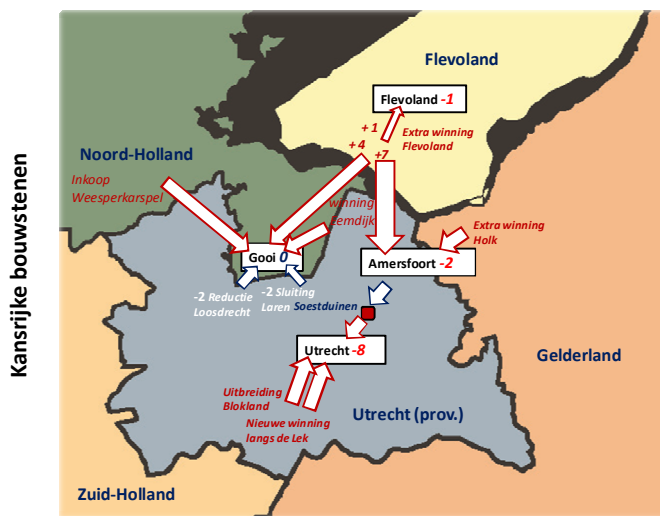 Kansrijke bouwstenen
Flevoland
Flevoland -1
+ 1
Extra winning
Flevoland
+ 4
+7
Noord-Holland
Inkoop
Weesperkarspel
winning
Eemdijk
Extra winning
Holk
Gooi 0
Amersfoort -2
-2 Reductie
Loosdrecht
-2 Sluiting
Laren
Soestduinen
Utrecht -8
Gelderland
Uitbreiding
Blokland
Nieuwe winning
langs de Lek
Utrecht (prov.)
Zuid-Holland